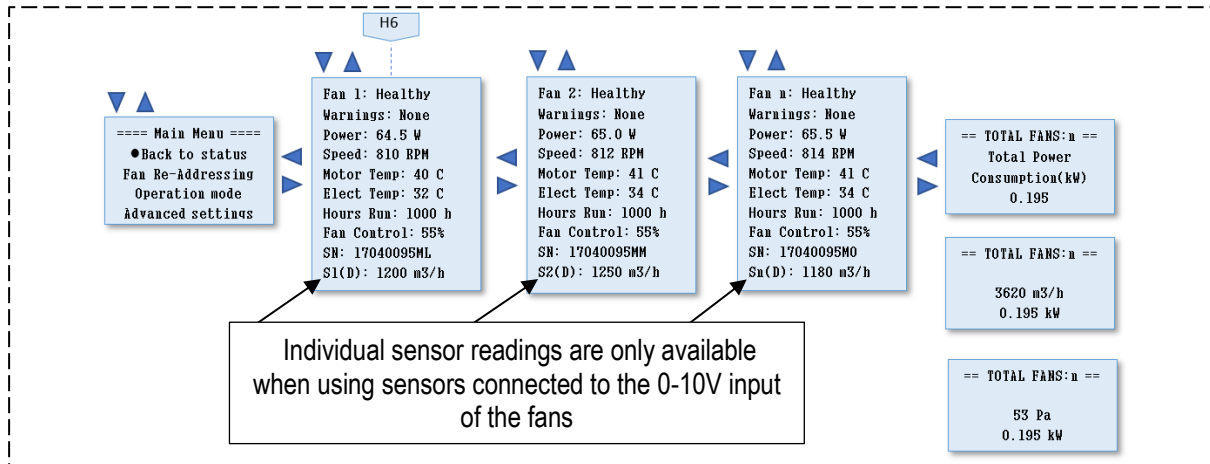 H6
==== Main Menu ====
●Back to status
Fan Re-Addressing
Operation mode
Advanced settings
Fan 1: Healthy
Warnings: None
Power: 64.5 W
Speed: 810 RPM
Motor Temp: 40 C
Elect Temp: 32 C
Hours Run: 1000 h
Fan Control: 55%
SN: 17040095ML
S1(D): 1200 m3/h
Fan 2: Healthy
Warnings: None
Power: 65.0 W
Speed: 812 RPM
Motor Temp: 41 C
Elect Temp: 34 C
Hours Run: 1000 h
Fan Control: 55%
SN: 17040095MM
S2(D): 1250 m3/h
Fan n: Healthy
Warnings: None
Power: 65.5 W
Speed: 814 RPM
Motor Temp: 41 C
Elect Temp: 34 C
Hours Run: 1000 h
Fan Control: 55%
SN: 17040095MO
Sn(D): 1180 m3/h
== TOTAL FANS:n ==
Total Power
Consumption(kW)
0.195
== TOTAL FANS:n ==
3620 m3/h
0.195 kW
== TOTAL FANS:n ==
53 Pa
0.195 kW
Individual sensor readings are only available
when using sensors connected to the 0-10V input
of the fans